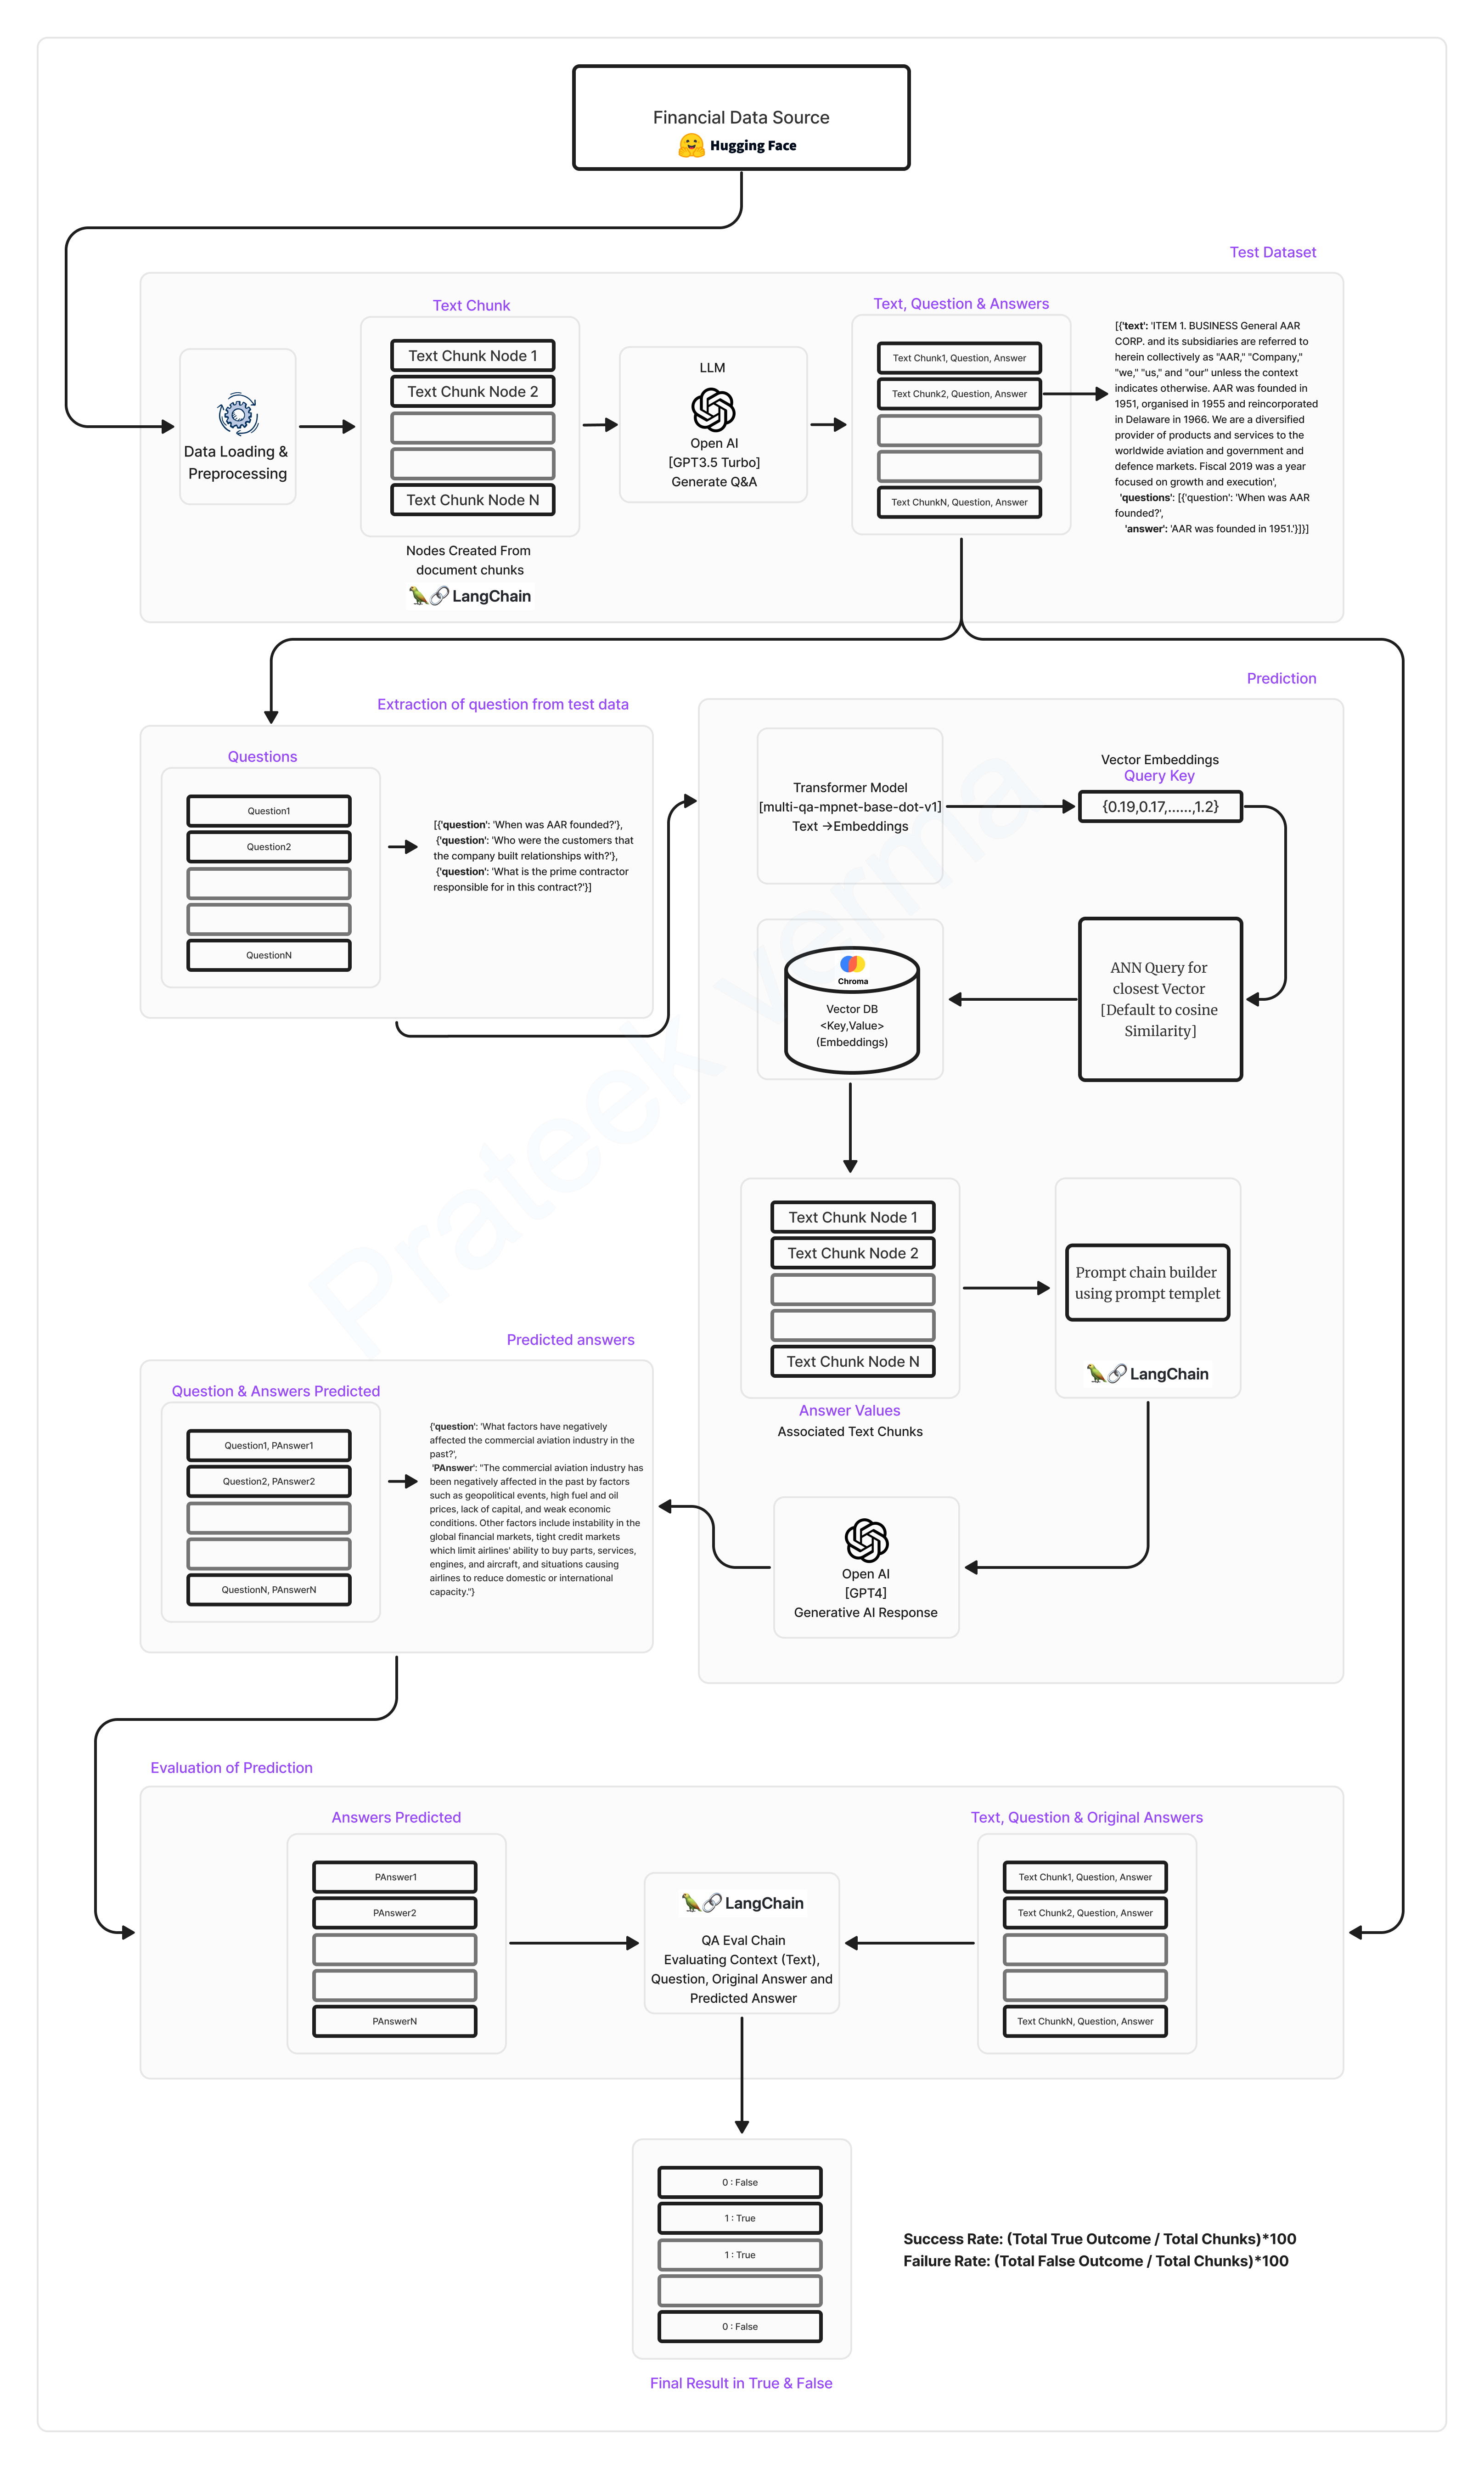 Financial Data Source
Hugging Face
Test Dataset
Data Loading &
Preprocessing
Text Chunk
Text Chunk Node 1
Text Chunk Node 2
Text Chunk Node N
Nodes Created From
document chunks
LangChain
LLM
Open AI
[GPT3.5 Turbo]
Generate Q&A
Text, Question & Answers
Text Chunk1, Question, Answer
Text Chunk2, Question, Answer
Text ChunkN, Question, Answer
[{'text': 'ITEM 1. BUSINESS General AAR
CORP. and its subsidiaries are referred to
herein collectively as "AAR," "Company,"
"we," "us," and "our" unless the context
indicates otherwise. AAR was founded in
1951, organised in 1955 and reincorporated
in Delaware in 1966. We are a diversified
provider of products and services to the
worldwide aviation and government and
defence markets. Fiscal 2019 was a year
focused on growth and execution',
'questions': [{'question': 'When was AAR
founded?',
'answer': 'AAR was founded in 1951.'}]}]
Extraction of question from test data
Questions
Question1
Question2
QuestionN
[{'question': 'When was AAR founded?'},
{'question': 'Who were the customers that
the company built relationships with?'},
{'question': 'What is the prime contractor
responsible for in this contract?'}]
Prediction
Transformer Model
[multi-qa-mpnet-base-dot-v1]
Text →Embeddings
Vector Embeddings
Query Key
{0.19,0.17,......,1.2}
ANN Query for
closest Vector
[Default to cosine
Similarity]
Chroma
Vector DB
<Key,Value>
(Embeddings)
Text Chunk Node 1
Text Chunk Node 2
Text Chunk Node N
Answer Values
Associated Text Chunks
Prompt chain builder
using prompt templet
LangChain
Open AI
[GPT4]
Generative AI Response
Prateek verma
Predicted answers
Question & Answers Predicted
Question1, PAnswer1
Question2, PAnswer2
QuestionN, PAnswerN
{'question': 'What factors have negatively
affected the commercial aviation industry in the
past?',
'PAnswer': "The commercial aviation industry has
been negatively affected in the past by factors
such as geopolitical events, high fuel and oil
prices, lack of capital, and weak economic
conditions. Other factors include instability in the
global financial markets, tight credit markets
which limit airlines' ability to buy parts, services,
engines, and aircraft, and situations causing
airlines to reduce domestic or international
capacity."}
Evaluation of Prediction
Answers Predicted
PAnswer1
PAnswer2
PAnswerN
LangChain
QA Eval Chain
Evaluating Context (Text),
Question, Original Answer and
Predicted Answer
Text, Question & Original Answers
Text Chunk1, Question, Answer
Text Chunk2, Question, Answer
Text ChunkN, Question, Answer
0 : False
1 : True
1 : True
0 : False
Final Result in True & False
Success Rate: (Total True Outcome / Total Chunks)*100
Failure Rate: (Total False Outcome / Total Chunks)*100